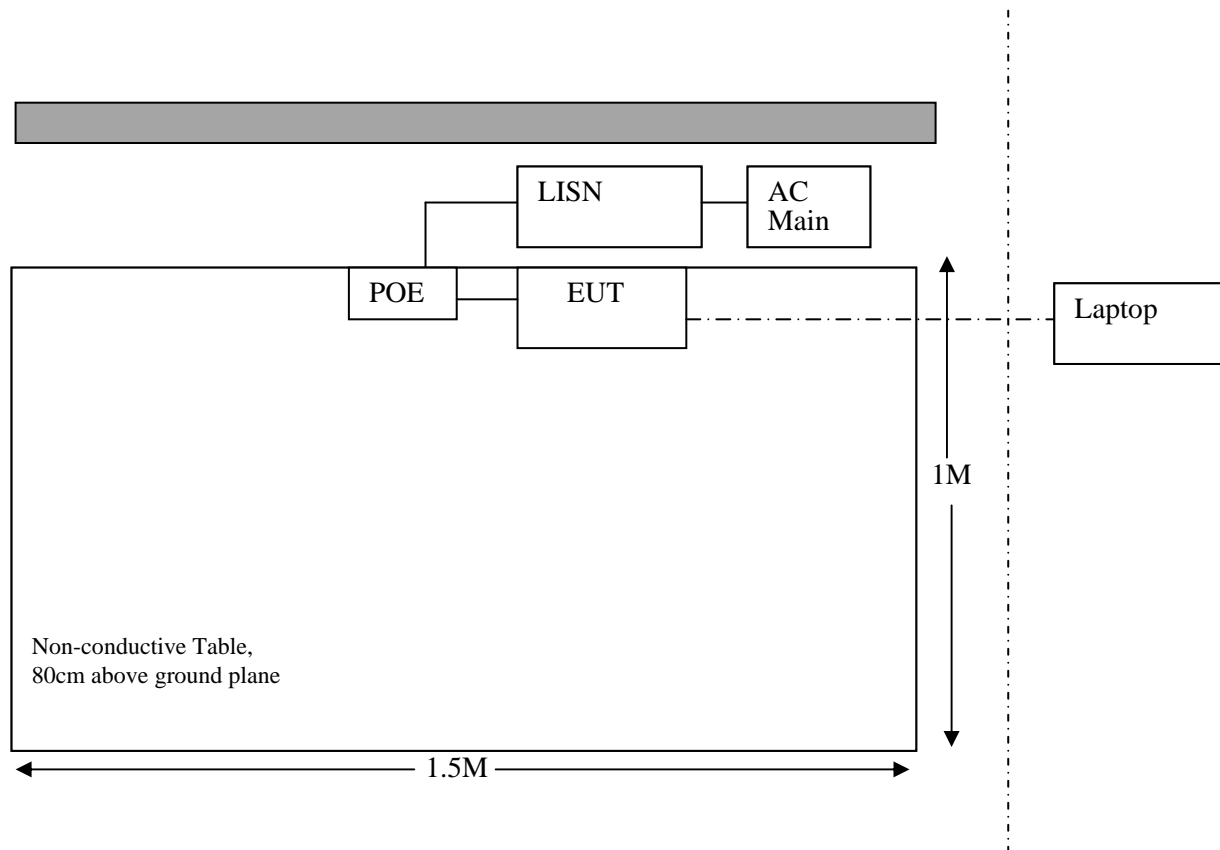 LISN
AC
Main
POE
EUT
Laptop
1M
Non-conductive Table,
80cm above ground plane
1.5M